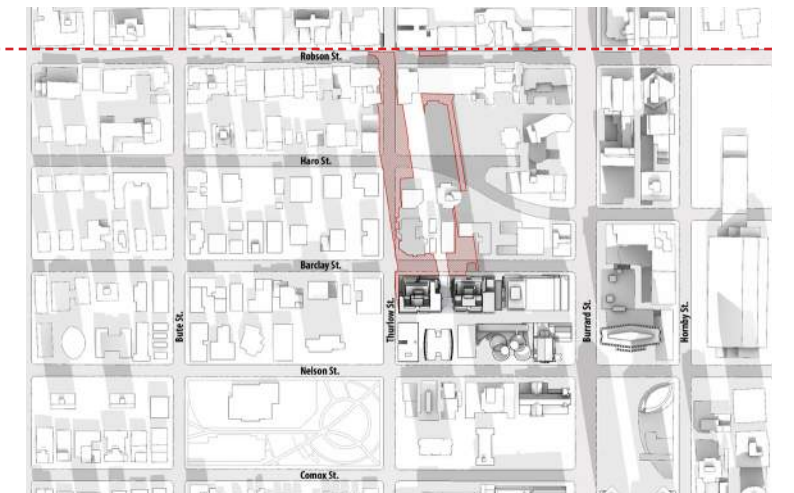 Robson St.
Haro St.
Barclay St.
Bute St.
Thurlow St.
Burrard St.
Hornby St.
Nelson St.
Comox St.